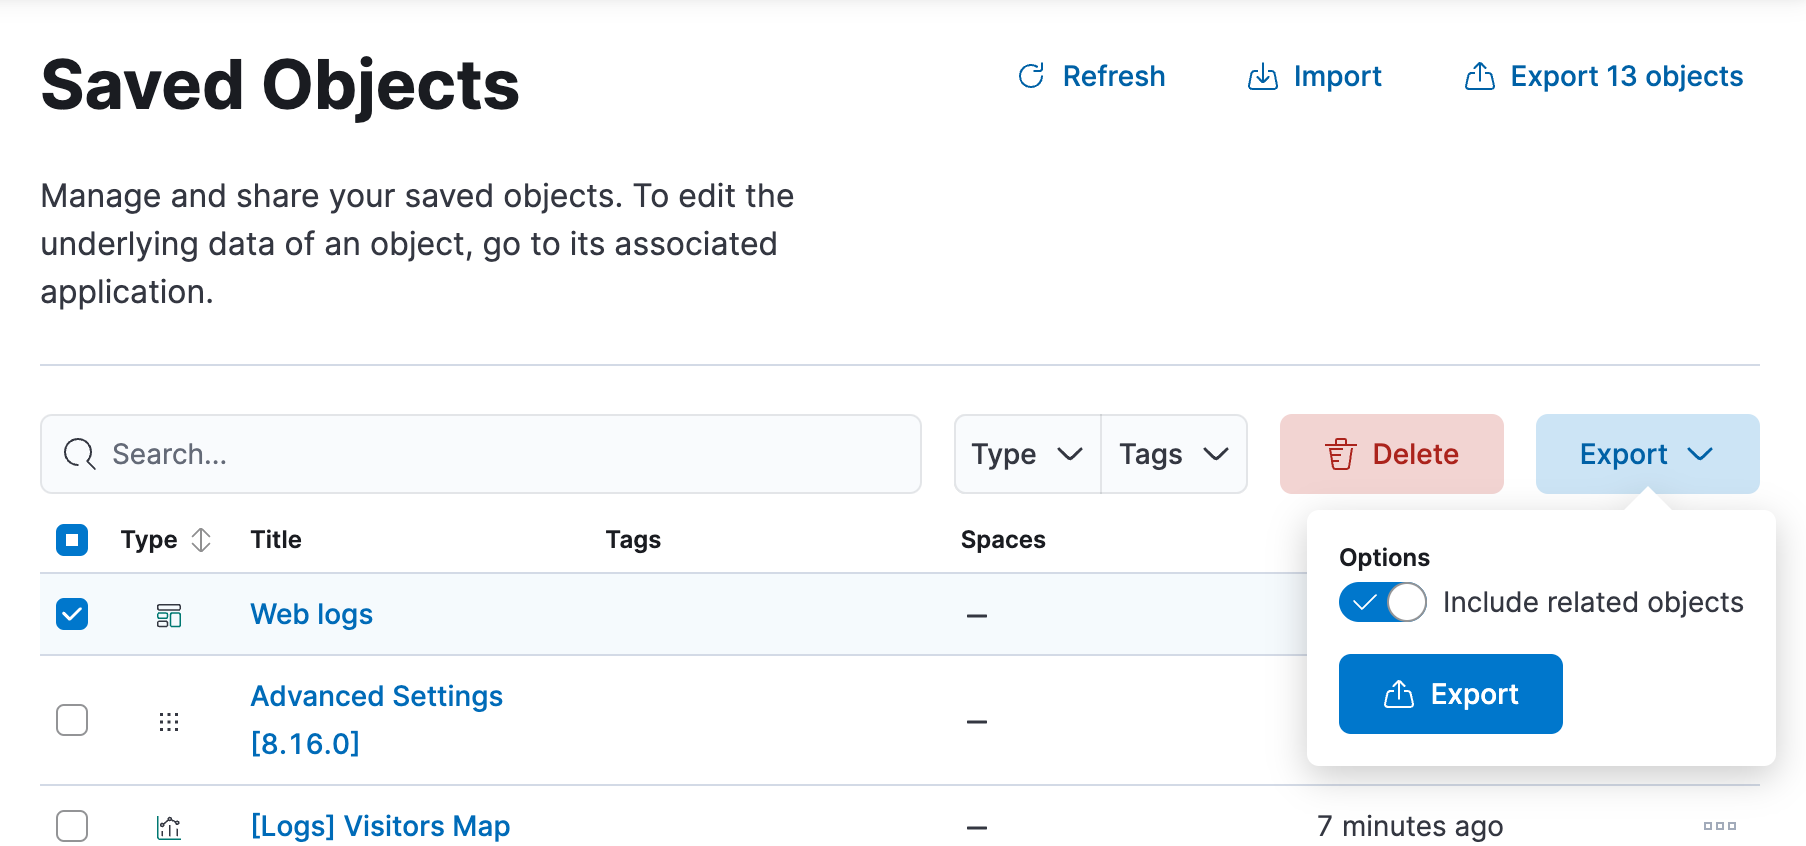 Saved Objects
Refresh
Import
Export 13 objects
Manage and share your saved objects. To edit the
underlying data of an object, go to its associated
application.
Search...
Type
Tags
Delete
Export
Type
Title
Tags
Spaces
Options
Include related objects
Export
Web logs
–
Advanced Settings
[8.16.0]
–
[Logs] Visitors Map
–
7 minutes ago